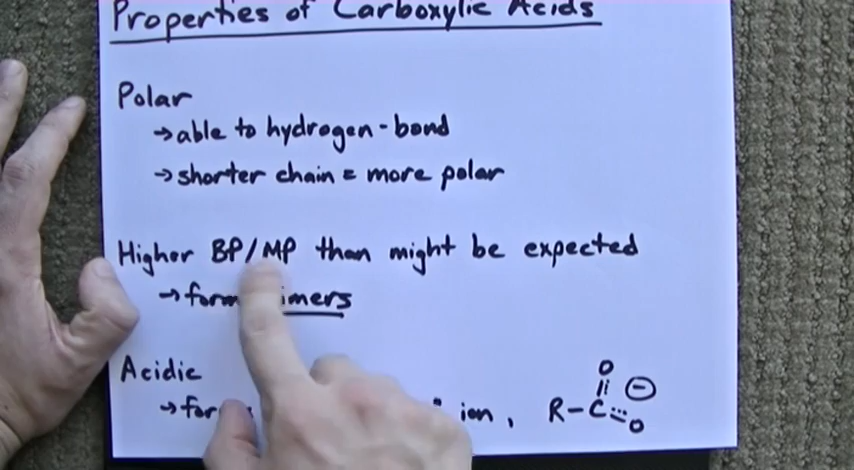 Properties of Carboxylic Acids
Polar
→able to hydrogen-bond
→shorter chain = more polar
Higher BP/MP than might be expected
→form
Acidic
ion, R-C O O -